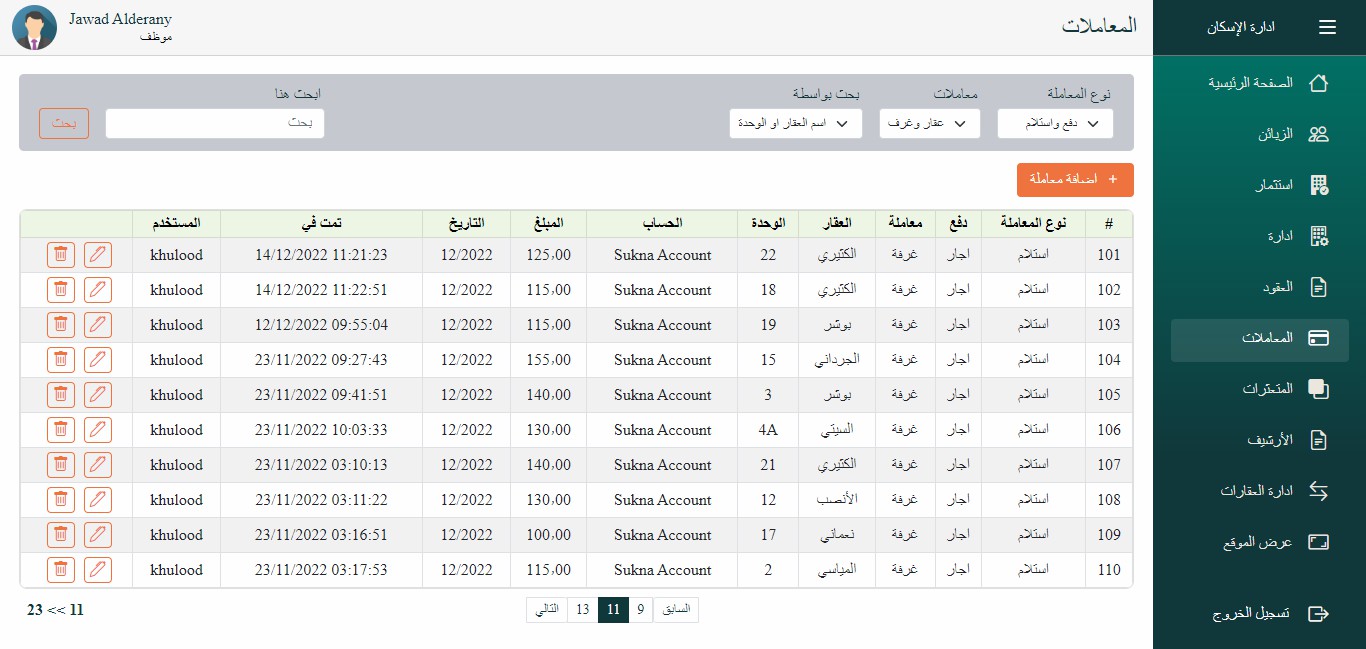 ادارة الإسكان
الصفحة الرئيسية
الزبائن
استثمار
ادارة
العقود
المعاملات
المتعثرات
الأرشيف
ادارة العقارات
عرض الموقع
تسجيل الخروج
المعاملات
Jawad Alderany
موظف
نوع المعاملة معاملات بحث بواسطة ابحث هنا
دفع واستلام عقار وغرف اسم العقار او الوحدة بحث بحث
+ اضافة معاملة
# نوع المعاملة دفع معاملة العقار الوحدة الحساب المبلغ التاريخ تمت في المستخدم
101 استلام اجار غرفة الكثيري 22 Sukna Account 125،00 12/2022 14/12/2022 11:21:23 khulood
102 استلام اجار غرفة الكثيري 18 Sukna Account 115،00 12/2022 14/12/2022 11:22:51 khulood
103 استلام اجار غرفة بوشر 19 Sukna Account 115،00 12/2022 12/12/2022 09:55:04 khulood
104 استلام اجار غرفة الجرداني 15 Sukna Account 155،00 12/2022 23/11/2022 09:27:43 khulood
105 استلام اجار غرفة بوشر 3 Sukna Account 140،00 12/2022 23/11/2022 09:41:51 khulood
106 استلام اجار غرفة السيتي 4A Sukna Account 130،00 12/2022 23/11/2022 10:03:33 khulood
107 استلام اجار غرفة الكثيري 21 Sukna Account 140،00 12/2022 23/11/2022 03:10:13 khulood
108 استلام اجار غرفة الأنصب 12 Sukna Account 130،00 12/2022 23/11/2022 03:11:22 khulood
109 استلام اجار غرفة نعماني 17 Sukna Account 100،00 12/2022 23/11/2022 03:16:51 khulood
110 استلام اجار غرفة المياسي 2 Sukna Account 115،00 12/2022 23/11/2022 03:17:53 khulood
السابق 9 11 13 التالي
23 << 11